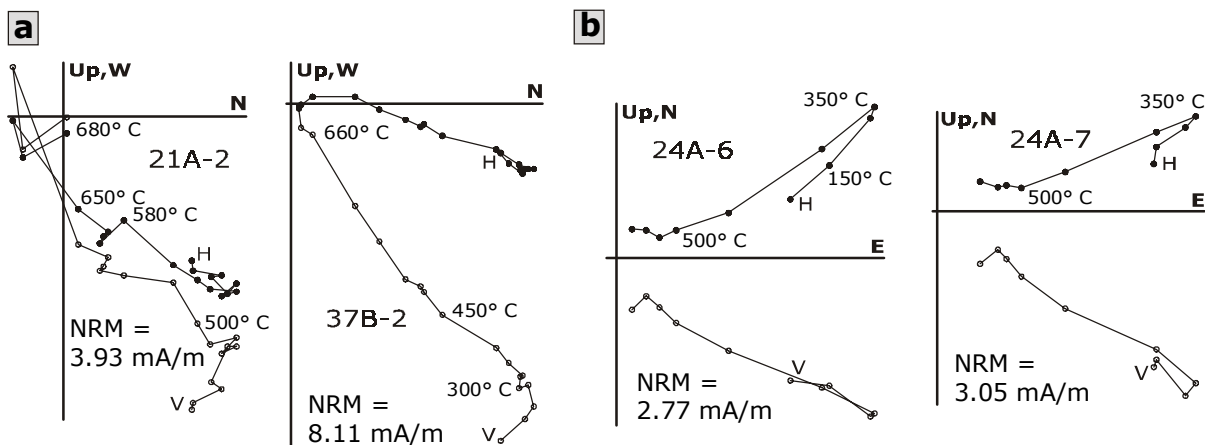 a
Up,W
N
680° C
21A-2
650° C
580° C
H
500° C
NRM =
3.93 mA/m
V
Up,W
N
660° C
H
37B-2
450° C
300° C
NRM =
8.11 mA/m
V
b
Up,N
350° C
24A-6
150° C
H
500° C
E
V
NRM =
2.77 mA/m
Up,N
350° C
24A-7
H
500° C
E
V
NRM =
3.05 mA/m